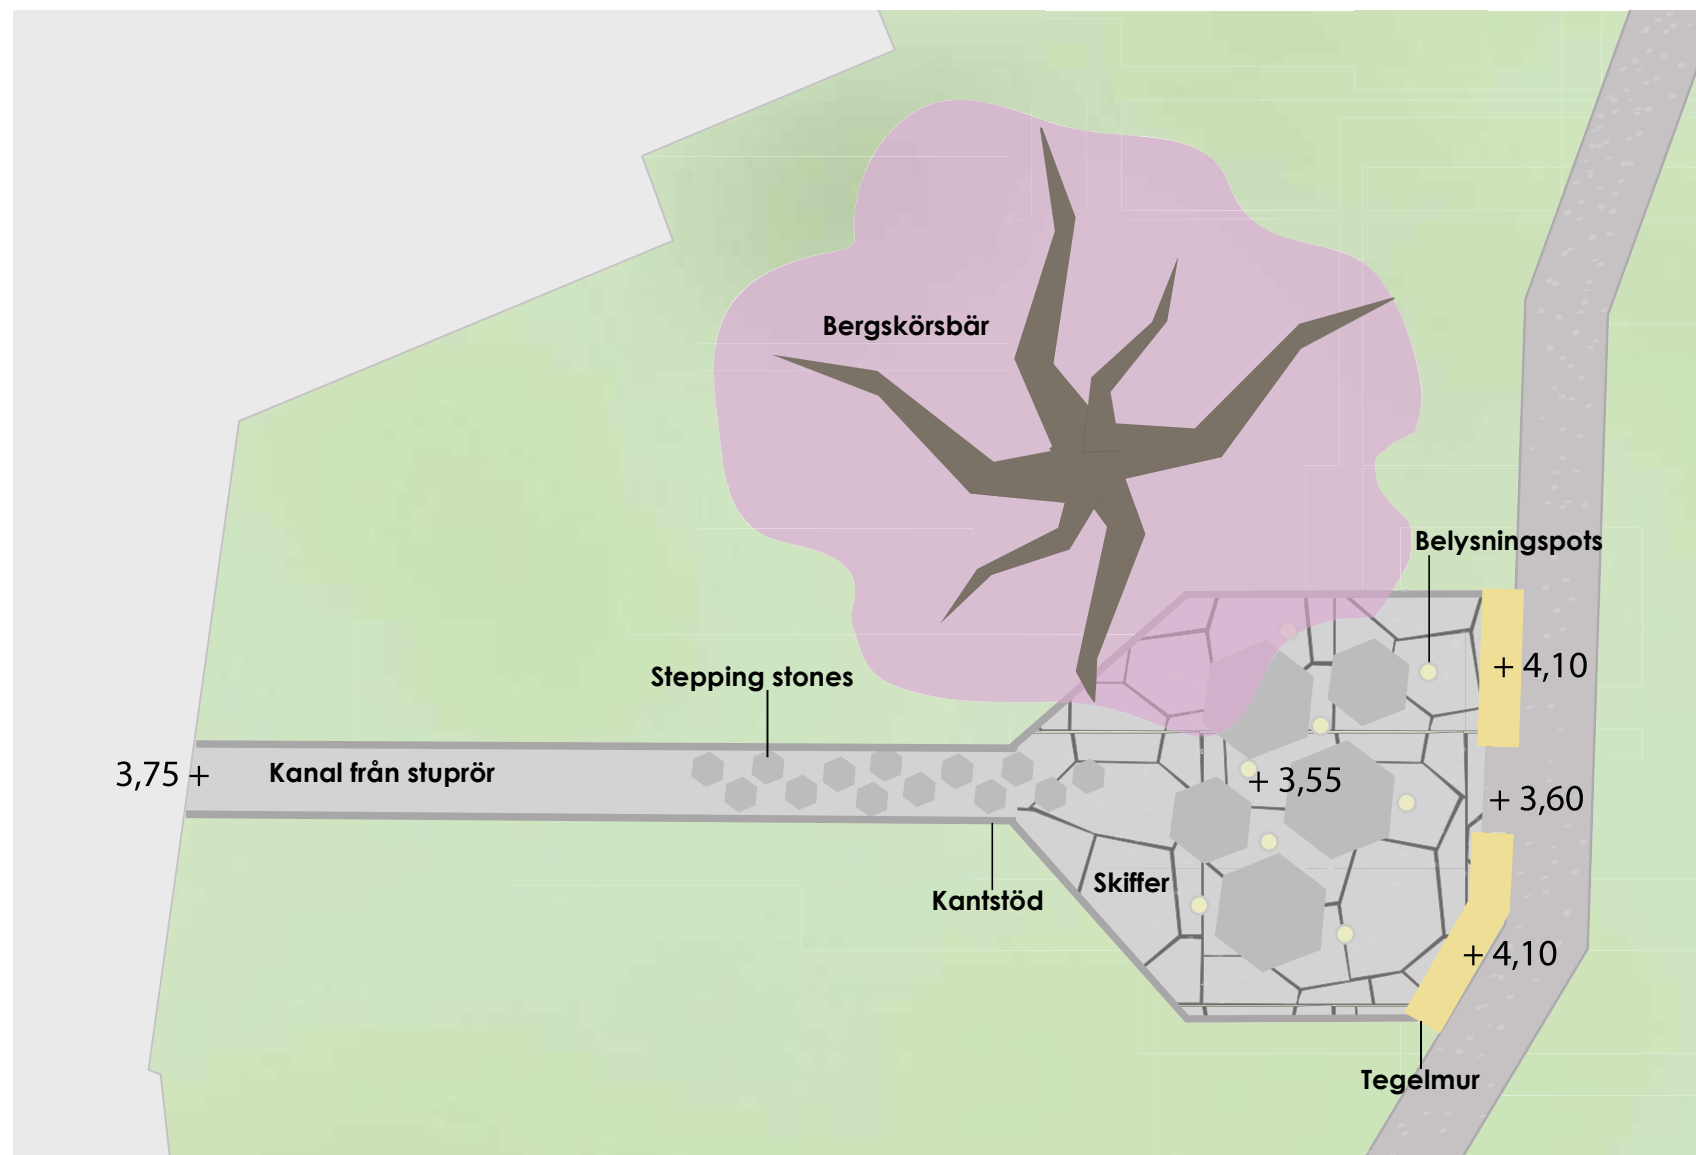 Bergskörsbär
Belysningspots
+ 4,10
Stepping stones
3,75 +
Kanal från stuprör
+ 3,55
+ 3,60
Skiffer
Kantstöd
+ 4,10
Tegelmur